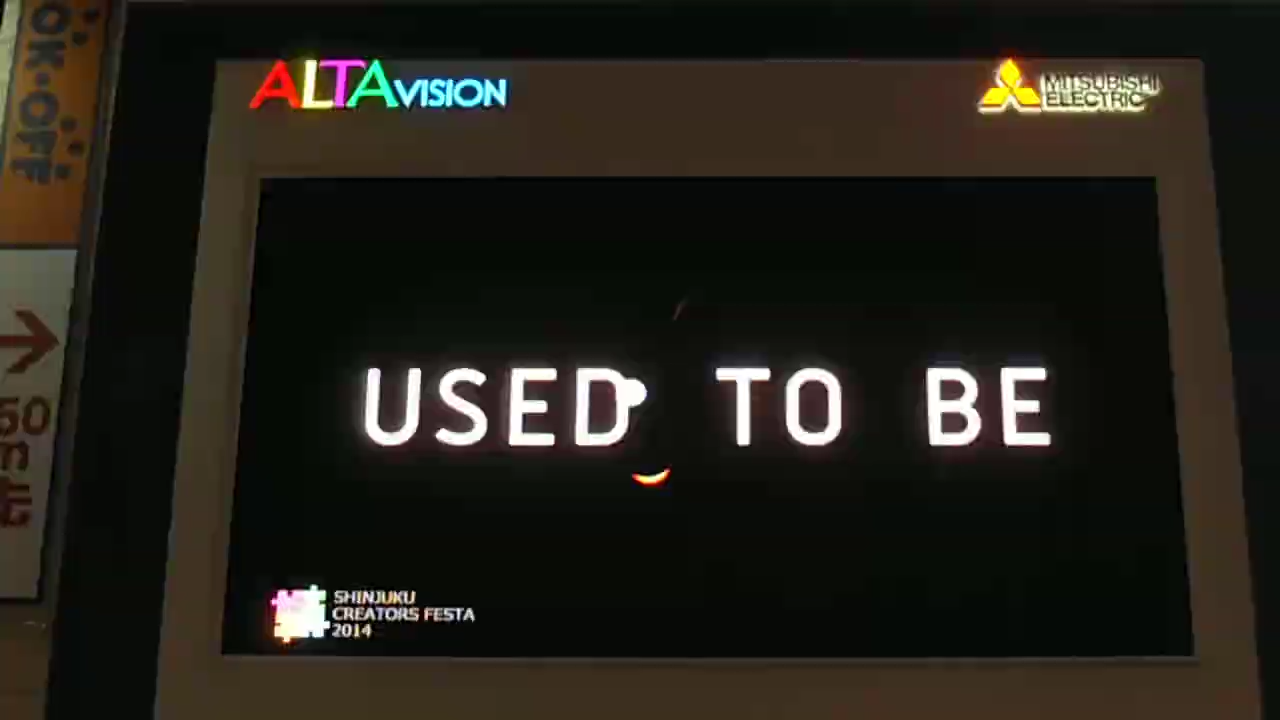 OK·OFF
ALTAVISION
MITSUBISHI
ELECTRIC
USED TO BE
50
m
SHINJUKU
CREATORS FESTA
2014